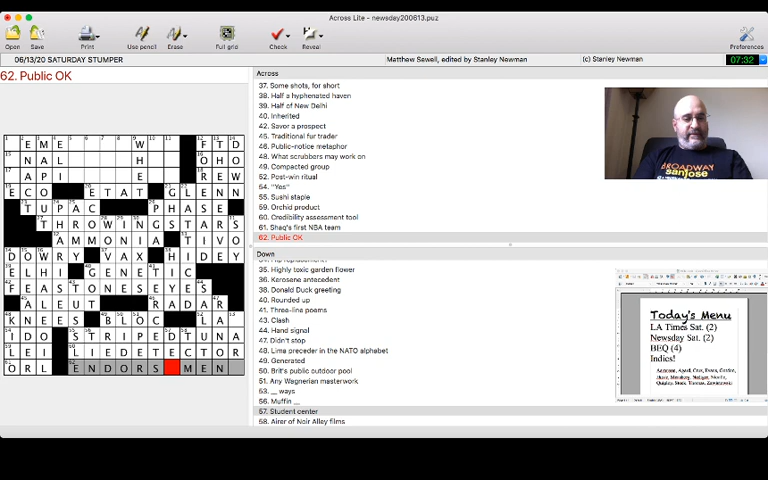 Across Lite - newsday200613.puz
Open Save Print Use pencil Erase Full grid Check Reveal Preferences
06/13/20 SATURDAY STUMPER Matthew Sewell, edited by Stanley Newman (c) Stanley Newman 07:32
62. Public OK
Across
37. Some shots, for short
38. Half a hyphenated haven
39. Half of New Delhi
40. Inherited
42. Savor a prospect
45. Traditional fur trader
46. Public-notice metaphor
48. What scrubbers may work on
49. Compacted group
52. Post-win ritual
54. "Yes"
55. Sushi staple
59. Orchid product
60. Credibility assessment tool
61. Shaq's first NBA team
62. Public OK
Down
35. Highly toxic garden flower
36. Kerosene antecedent
38. Donald Duck greeting
40. Rounded up
41. Three-line poems
43. Clash
44. Hand signal
47. Didn't stop
48. Lima preceder in the NATO alphabet
49. Generated
50. Brit's public outdoor pool
51. Any Wagnerian masterwork
53. __ ways
56. Muffin __
57. Student center
58. Airer of Noir Alley films
E M E W F T D
N A L H O H O
A P I E R E W
E C O E T A T G L E N N
T U P A C P H A S E
T H R O W I N G S T A R S
A M M O N I A T I V O
D O W R Y V A X H I D E Y
E L H I G E N E T I C
F E A S T O N E S E Y E S
A L E U T R A D A R
K N E E S B L O C L A
I D O S T R I P E D T U N A
L E I L I E D E T E C T O R
O R L E N D O R S M E N
BROADWAY
sanjose
Today's Menu
LA Times Sat. (2)
Newsday Sat. (2)
BEQ (4)
Indies!